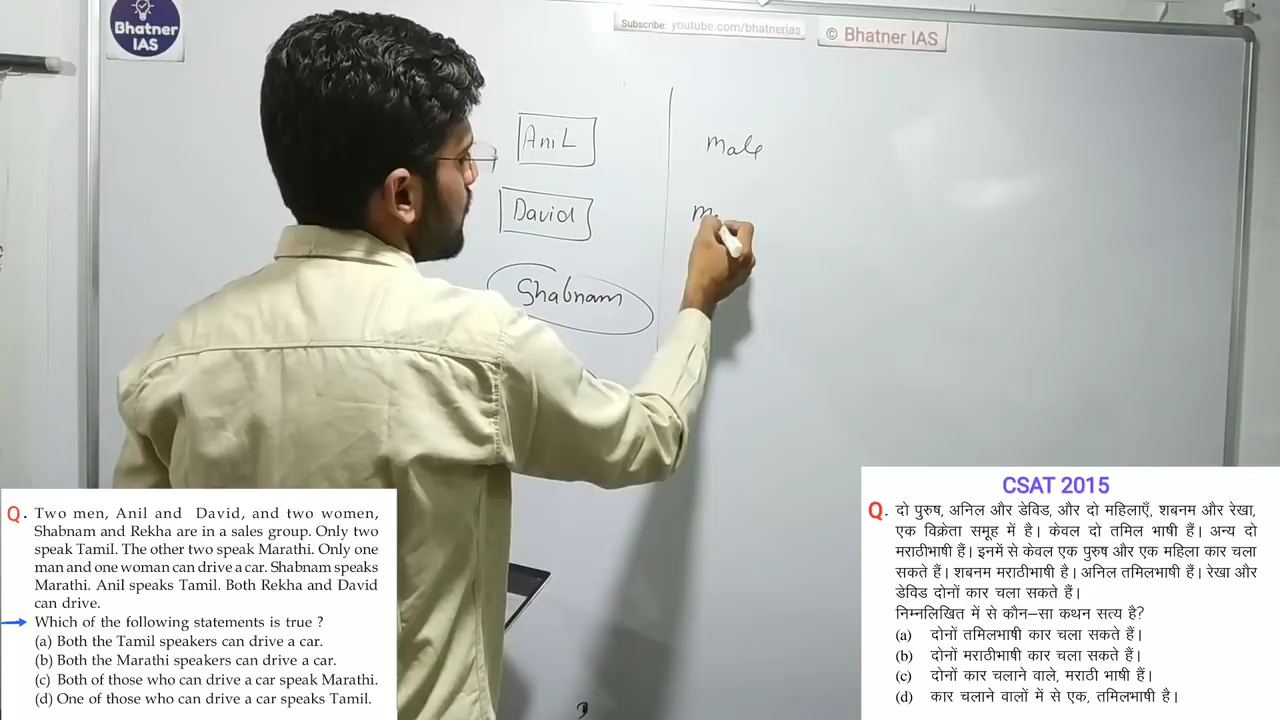 Bhatner
IAS
Subscribe: youtube.com/bhatnerias
© Bhatner IAS
Anil
Male
David
Shabnam
Q. Two men, Anil and David, and two women,
Shabnam and Rekha are in a sales group. Only two
speak Tamil. The other two speak Marathi. Only one
man and one woman can drive a car. Shabnam speaks
Marathi. Anil speaks Tamil. Both Rekha and David
can drive.
Which of the following statements is true ?
(a) Both the Tamil speakers can drive a car.
(b) Both the Marathi speakers can drive a car.
(c) Both of those who can drive a car speak Marathi.
(d) One of those who can drive a car speaks Tamil.
CSAT 2015
Q. दो पुरुष, अनिल और डेविड, और दो महिलाएँ, शबनम और रेखा,
एक विक्रेता समूह में है। केवल दो तमिल भाषी हैं। अन्य दो
मराठीभाषी हैं। इनमें से केवल एक पुरुष और एक महिला कार चला
सकते हैं। शबनम मराठीभाषी है। अनिल तमिलभाषी हैं। रेखा और
डेविड दोनों कार चला सकते हैं।
निम्नलिखित में से कौन–सा कथन सत्य है?
(a) दोनों तमिलभाषी कार चला सकते हैं।
(b) दोनों मराठीभाषी कार चला सकते हैं।
(c) दोनों कार चलाने वाले, मराठी भाषी हैं।
(d) कार चलाने वालों में से एक, तमिलभाषी है।